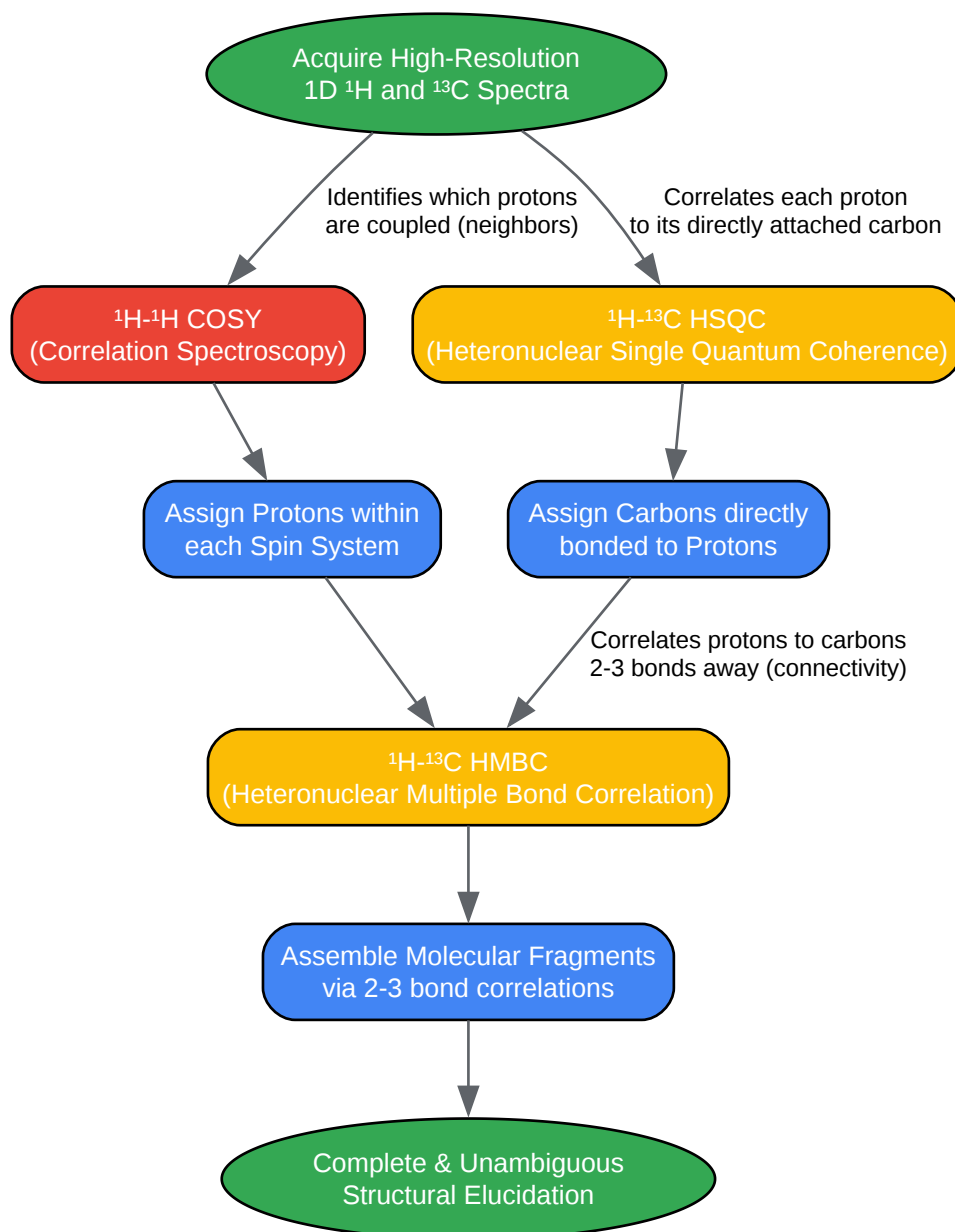 Acquire High-Resolution
1D ¹H and ¹³C Spectra
Identifies which protons
are coupled (neighbors)
Correlates each proton
to its directly attached carbon
¹H-¹H COSY
(Correlation Spectroscopy)
¹H-¹³C HSQC
(Heteronuclear Single Quantum Coherence)
Assign Protons within
each Spin System
Assign Carbons directly
bonded to Protons
Correlates protons to carbons
2-3 bonds away (connectivity)
¹H-¹³C HMBC
(Heteronuclear Multiple Bond Correlation)
Assemble Molecular Fragments
via 2-3 bond correlations
Complete & Unambiguous
Structural Elucidation